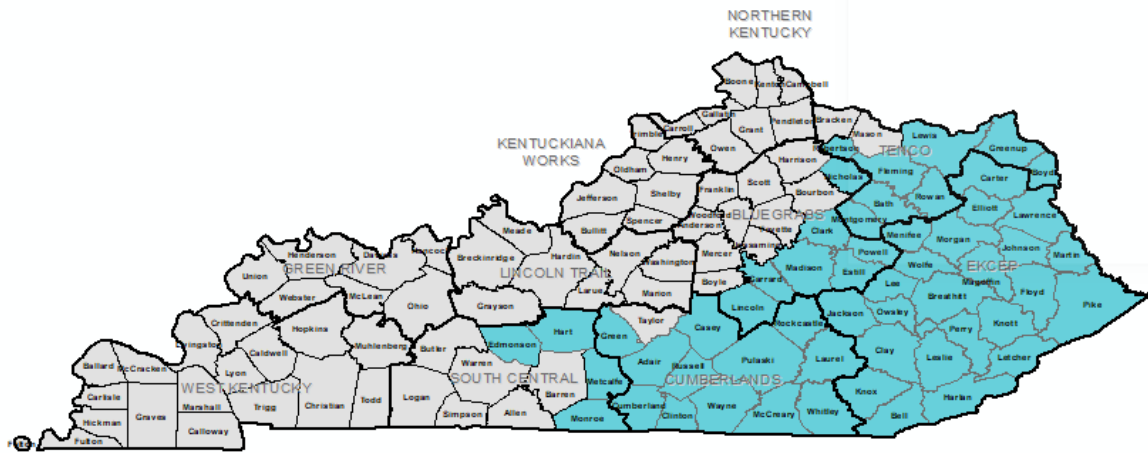 NORTHERN
KENTUCKY
Boone
Kenton
Campbell
Gallatin
Grant
Pendleton
Bracken
Mason
Lewis
Greenup
Boyd
Carroll
Trimble
Owen
KENTUCKIANA
WORKS
Robertson
TENCO
Henry
Harrison
Oldham
Nicholas
Fleming
Carter
Scott
Franklin
Bourbon
Shelby
Jefferson
Rowan
Bath
Elliott
Lawrence
BLUEGRASS
Woodford
Anderson
Montgomery
Spencer
Bullitt
Fayette
Clark
Menifee
Morgan
Johnson
Martin
Meade
Nelson
Washington
Mercer
Jessamine
Powell
Hancock
Daviess
Henderson
Breckinridge
Hardin
Madison
Estill
Wolfe
EKCEP
Magoffin
GREEN RIVER
Union
LINCOLN TRAIL
Garrard
Boyle
Lee
Floyd
Pike
Webster
McLean
Ohio
Larue
Marion
Breathitt
Grayson
Lincoln
Rockcastle
Jackson
Owsley
Knott
Perry
Crittenden
Hopkins
Taylor
Casey
Livingston
Muhlenberg
Butler
Edmonson
Hart
Green
Caldwell
Warren
Adair
Russell
Pulaski
Laurel
Clay
Leslie
Letcher
Ballard
McCracken
Lyon
SOUTH CENTRAL
Metcalfe
CUMBERLANDS
WEST KENTUCKY
Carlisle
Marshall
Trigg
Christian
Todd
Logan
Barren
Knox
Harlan
Hickman
Graves
Simpson
Allen
Monroe
Cumberland
Clinton
Wayne
McCreary
Whitley
Bell
Calloway
Fulton
Fulton